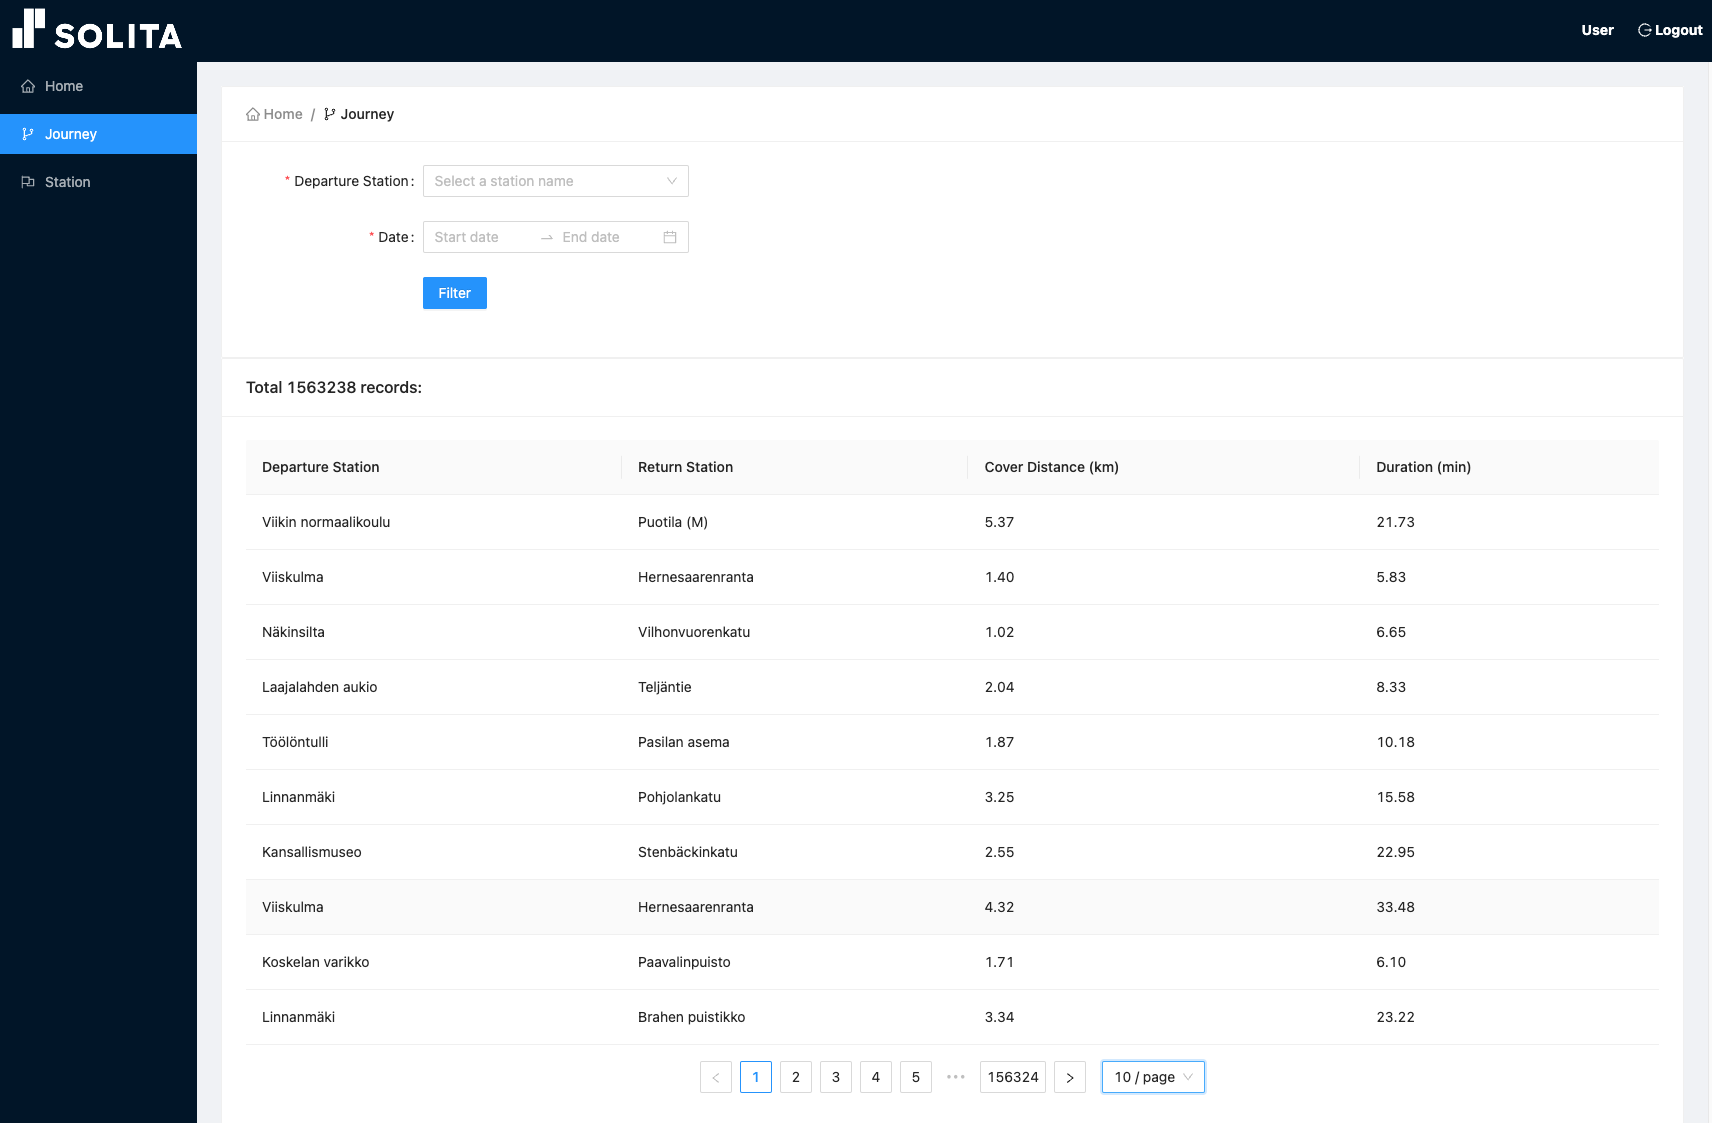 SOLITA
User Logout
Home
Journey
Station
Home / Journey
* Departure Station: Select a station name
* Date: Start date → End date
Filter
Total 1563238 records:
Departure Station Return Station Cover Distance (km) Duration (min)
Viikin normaalikoulu Puotila (M) 5.37 21.73
Viiskulma Hernesaarenranta 1.40 5.83
Näkinsilta Vilhonvuorenkatu 1.02 6.65
Laajalahden aukio Teljäntie 2.04 8.33
Töölöntulli Pasilan asema 1.87 10.18
Linnanmäki Pohjolankatu 3.25 15.58
Kansallismuseo Stenbäckinkatu 2.55 22.95
Viiskulma Hernesaarenranta 4.32 33.48
Koskelan varikko Paavalinpuisto 1.71 6.10
Linnanmäki Brahen puistikko 3.34 23.22
< 1 2 3 4 5 ••• 156324 > 10 / page